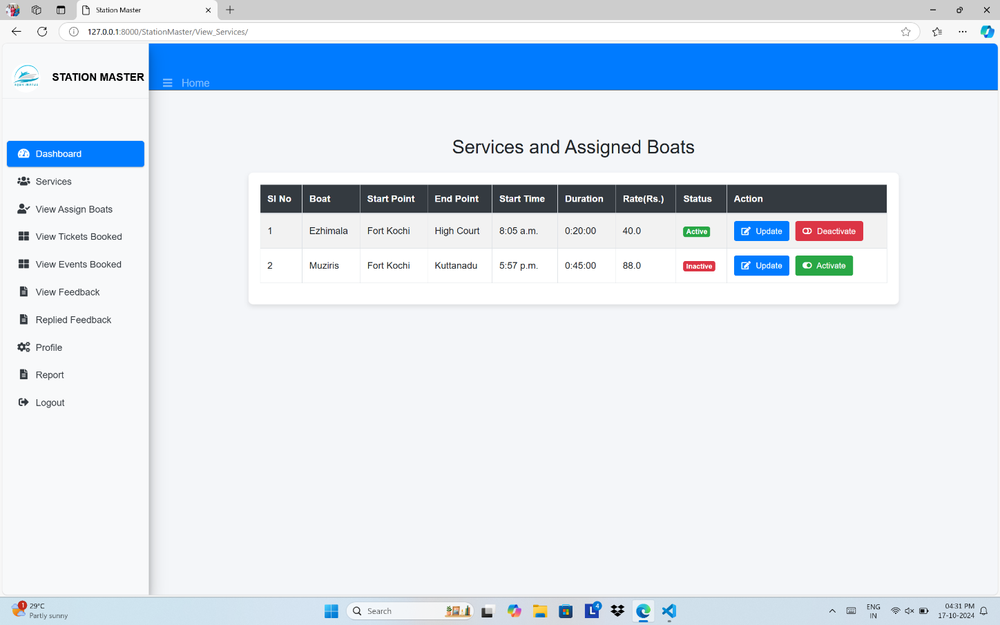 Station Master
127.0.0.1:8000/StationMaster/View_Services/
STATION MASTER
Home
Dashboard
Services
View Assign Boats
View Tickets Booked
View Events Booked
View Feedback
Replied Feedback
Profile
Report
Logout
Services and Assigned Boats
Sl No Boat Start Point End Point Start Time Duration Rate(Rs.) Status Action
1 Ezhimala Fort Kochi High Court 8:05 a.m. 0:20:00 40.0 Active Update Deactivate
2 Muziris Fort Kochi Kuttanadu 5:57 p.m. 0:45:00 88.0 Inactive Update Activate
1
29°C
Partly sunny
Search
L 4
ENG
IN
04:31 PM
17-10-2024